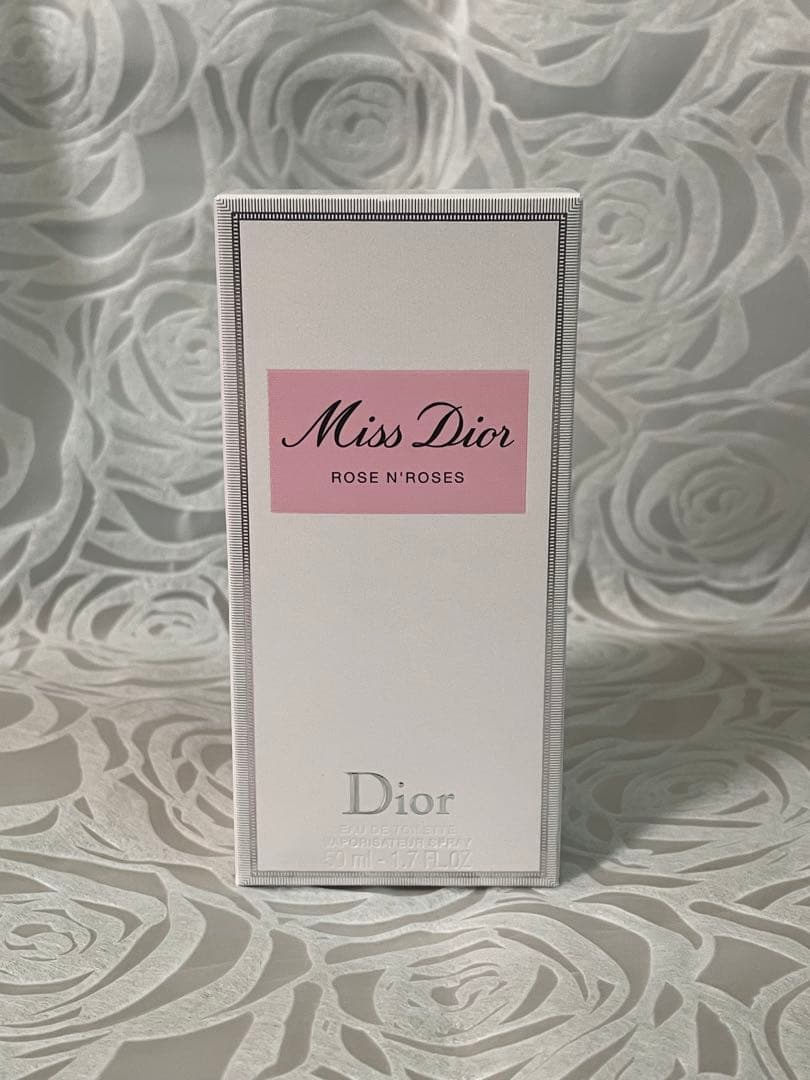 Miss Dior
ROSE N'ROSES
Dior
EAU DE TOILETTE
VAPORISATEUR SPRAY
50 ml - 1.7 FL.OZ